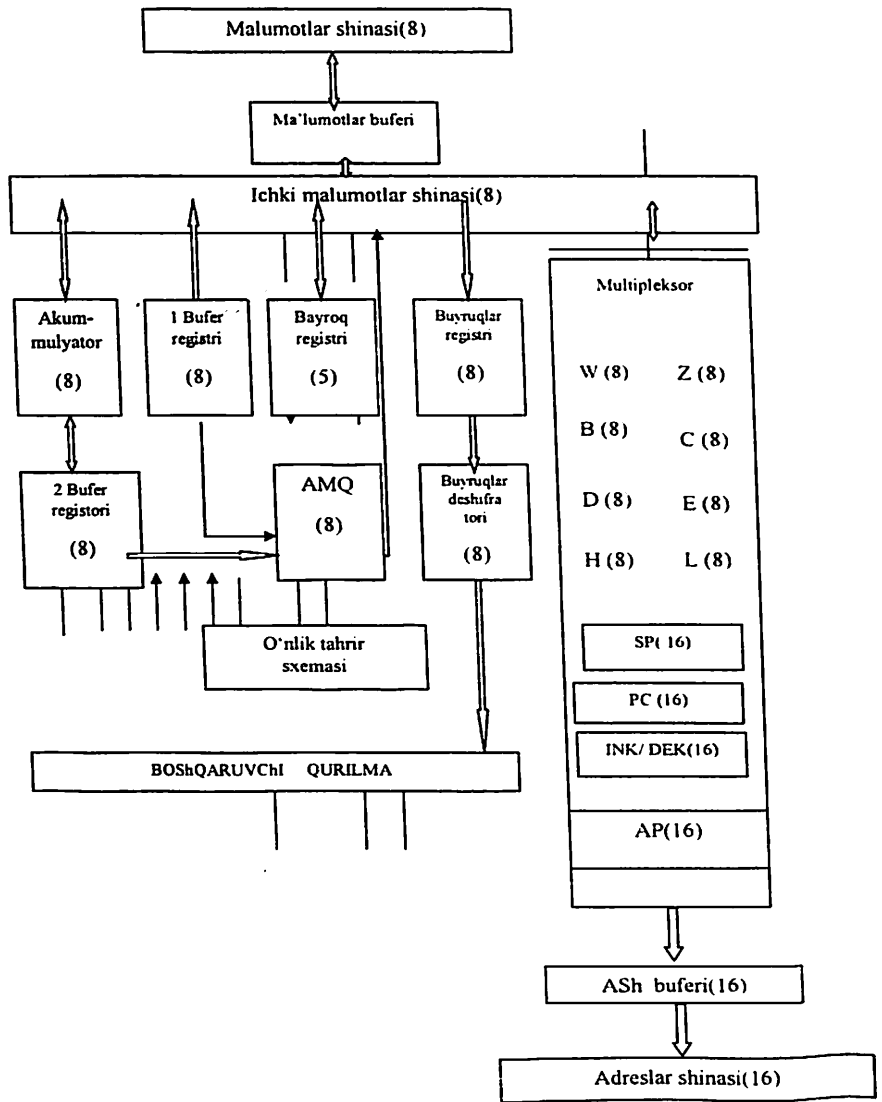 Malumotlar shinasi(8)
Ma'lumotlar buferi
Ichki malumotlar shinasi(8)
Akum-
mulyator
(8)
1 Bufer
registri
(8)
Bayroq
registri
(5)
Buyruqlar
registri
(8)
2 Bufer
registori
(8)
AMQ
(8)
Buyruqlar
deshifra
tori
(8)
O'nlik tahrir
sxemasi
BOShQARUVChI QURILMA
Multipleksor
W (8) Z (8)
B (8) C (8)
D (8) E (8)
H (8) L (8)
SP( 16)
PC (16)
INK/ DEK(16)
AP(16)
ASh buferi(16)
Adreslar shinasi(16)